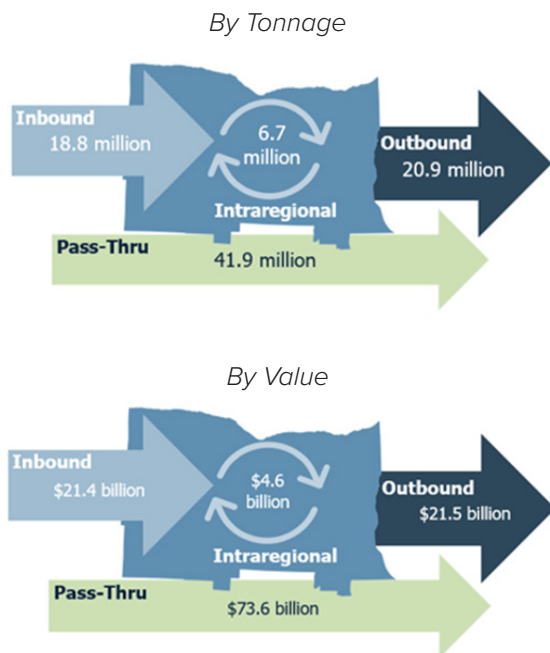 By Tonnage
Inbound
18.8 million
6.7
million
Intraregional
Outbound
20.9 million
Pass-Thru
41.9 million
By Value
Inbound
$21.4 billion
$4.6
billion
Intraregional
Outbound
$21.5 billion
Pass-Thru
$73.6 billion